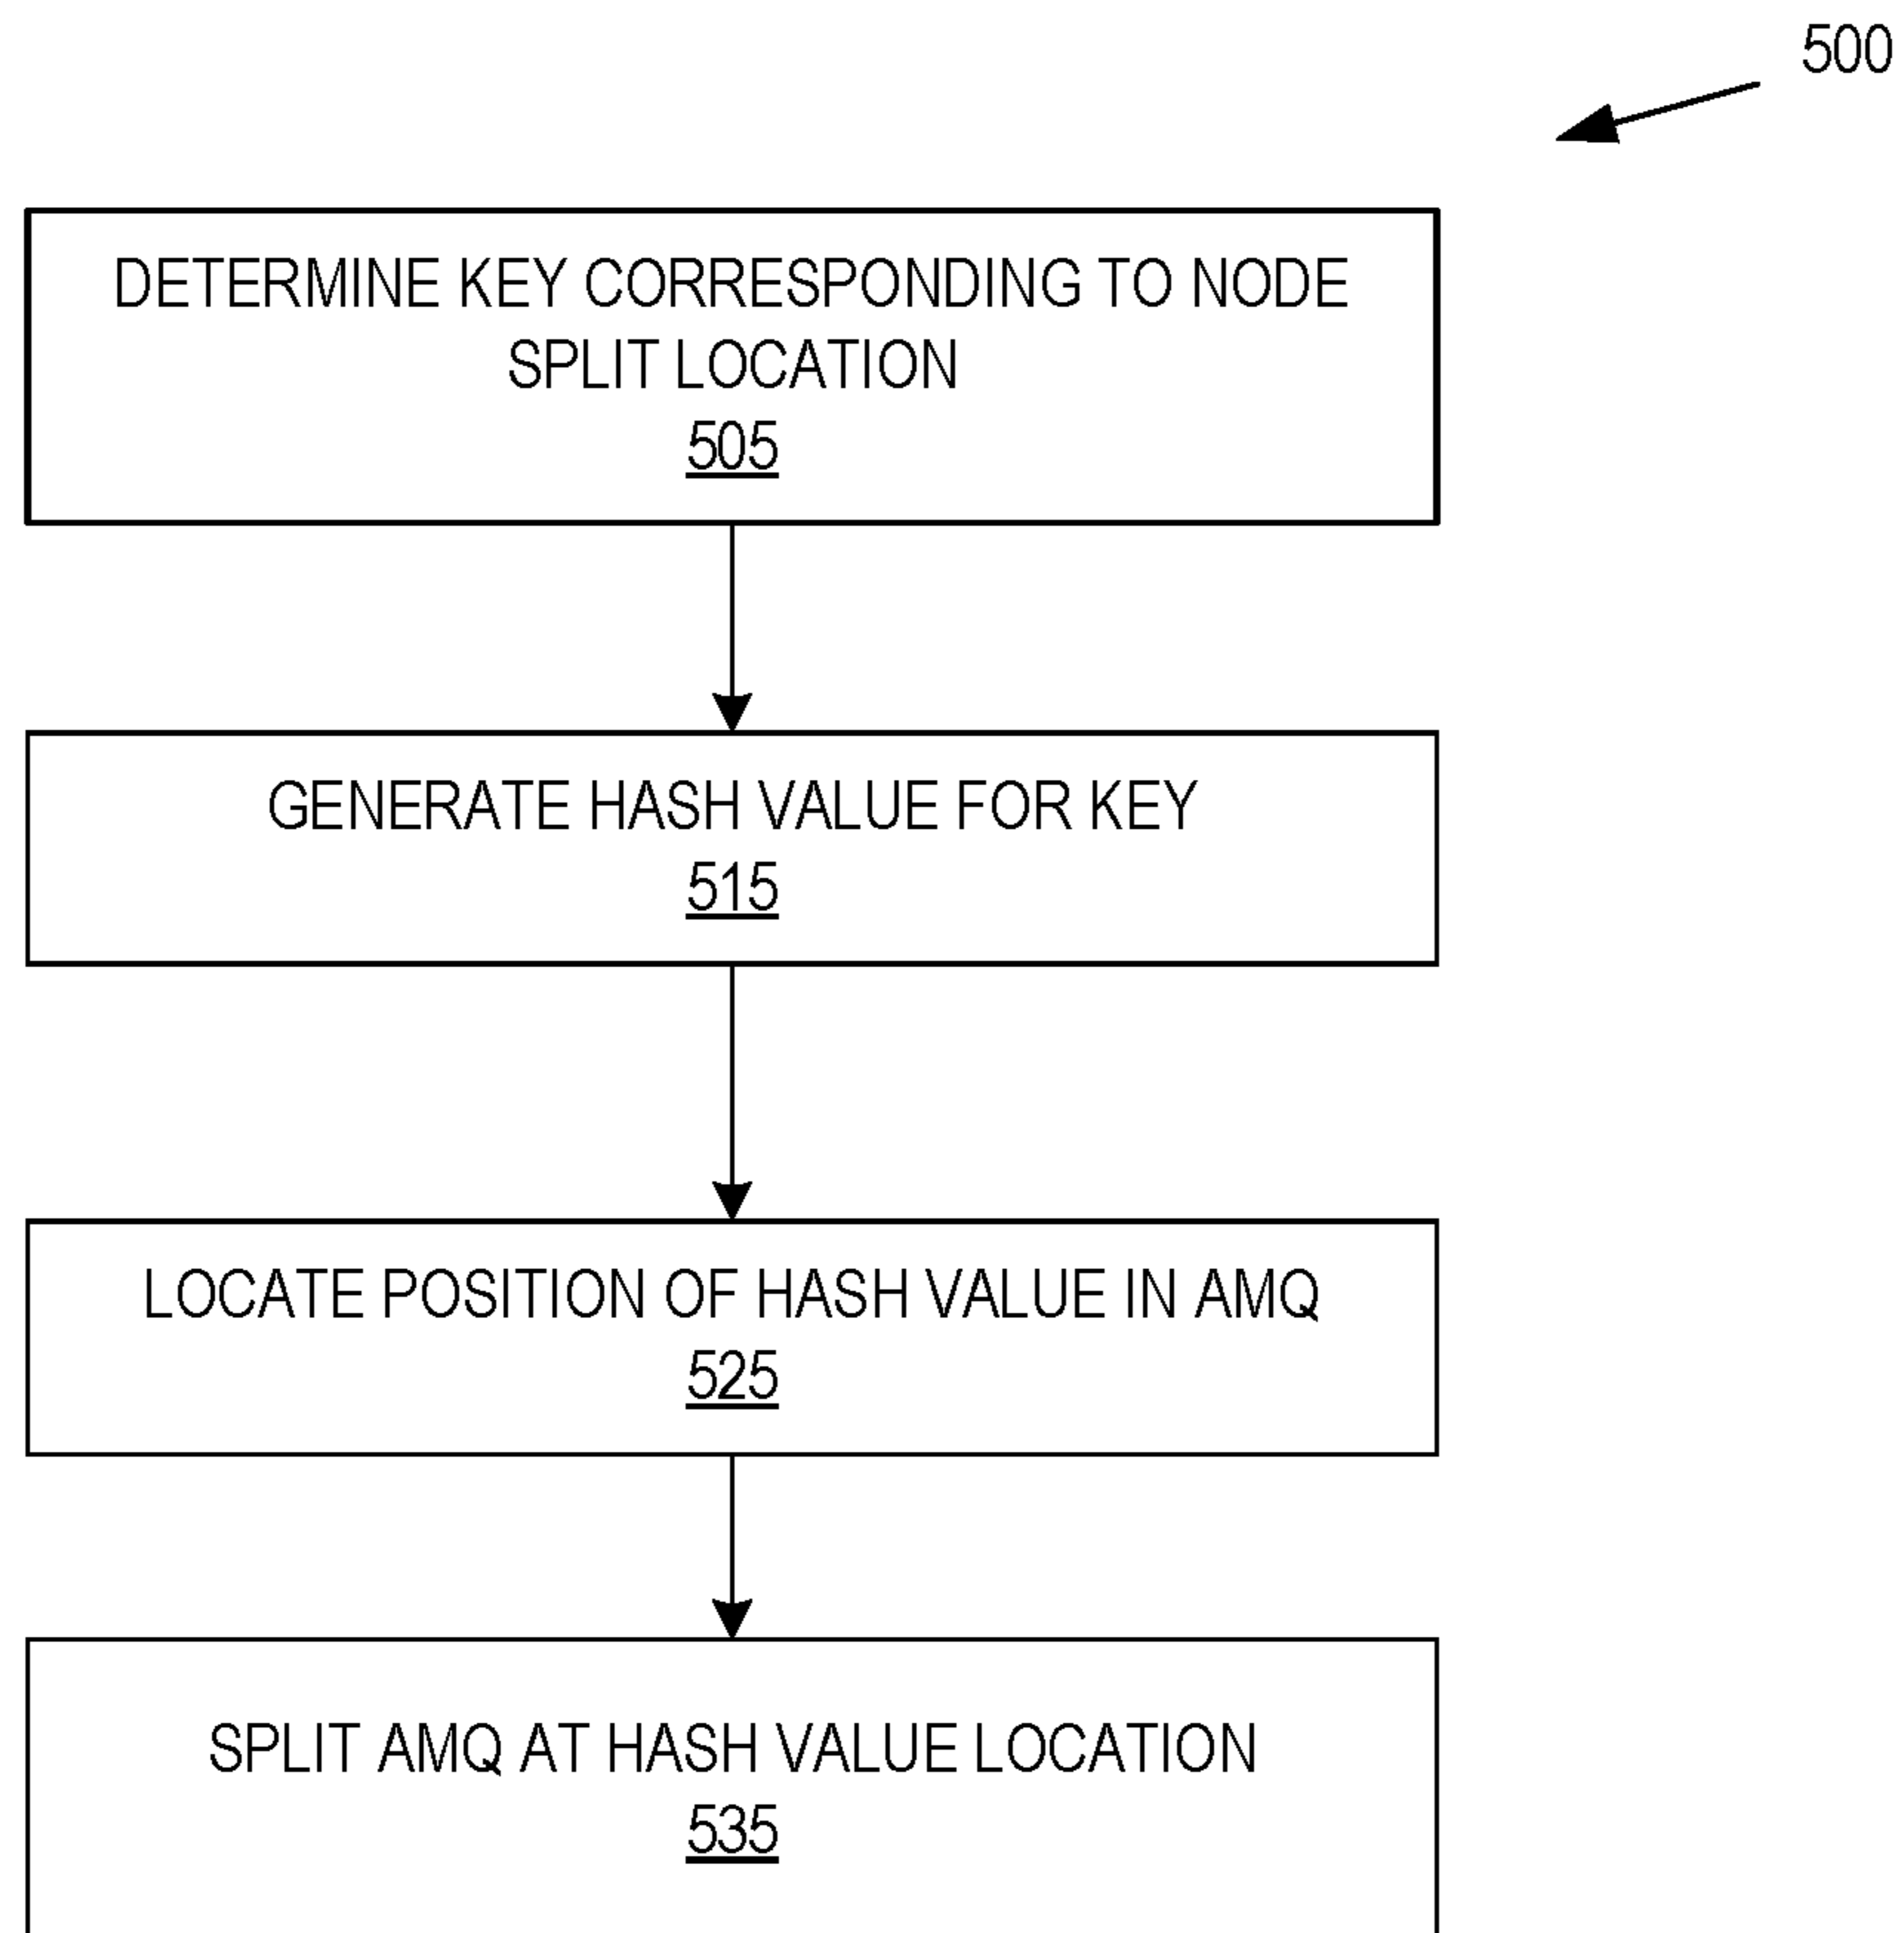 500
DETERMINE KEY CORRESPONDING TO NODE
SPLIT LOCATION
505
GENERATE HASH VALUE FOR KEY
515
LOCATE POSITION OF HASH VALUE IN AMQ
525
SPLIT AMQ AT HASH VALUE LOCATION
535